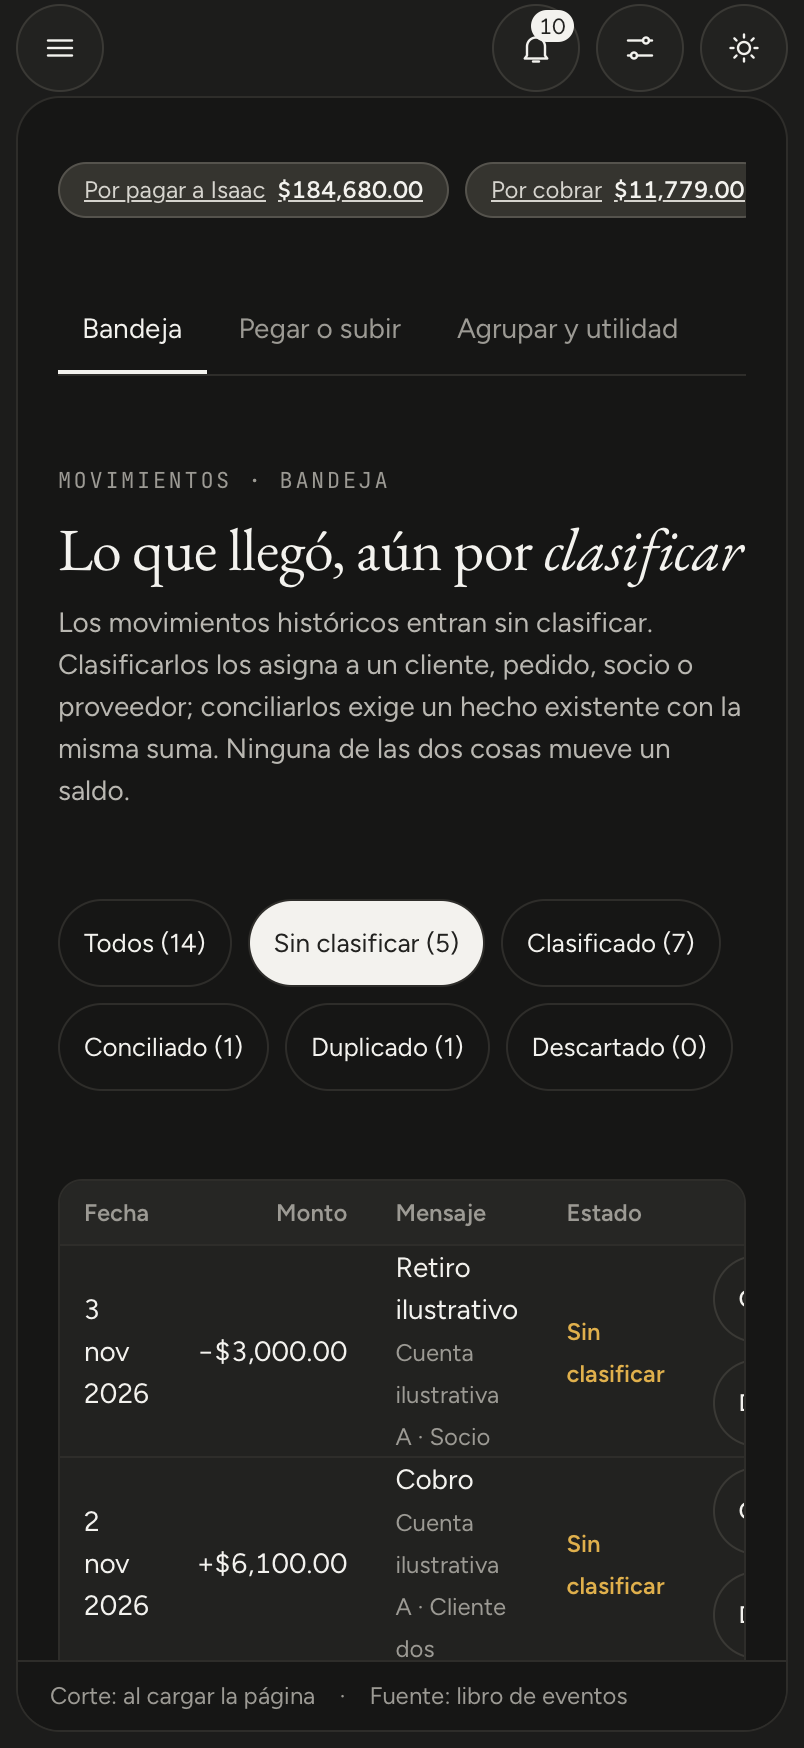 10
Por pagar a Isaac $184,680.00 Por cobrar $11,779.00
Bandeja Pegar o subir Agrupar y utilidad
MOVIMIENTOS · BANDEJA
Lo que llegó, aún por clasificar
Los movimientos históricos entran sin clasificar.
Clasificarlos los asigna a un cliente, pedido, socio o
proveedor; conciliarlos exige un hecho existente con la
misma suma. Ninguna de las dos cosas mueve un
saldo.
Todos (14) Sin clasificar (5) Clasificado (7)
Conciliado (1) Duplicado (1) Descartado (0)
Fecha Monto Mensaje Estado
3
nov
2026
−$3,000.00
Retiro
ilustrativo
Cuenta
ilustrativa
A · Socio
Sin
clasificar
2
nov
2026
+$6,100.00
Cobro
Cuenta
ilustrativa
A · Cliente
dos
Sin
clasificar
Corte: al cargar la página · Fuente: libro de eventos